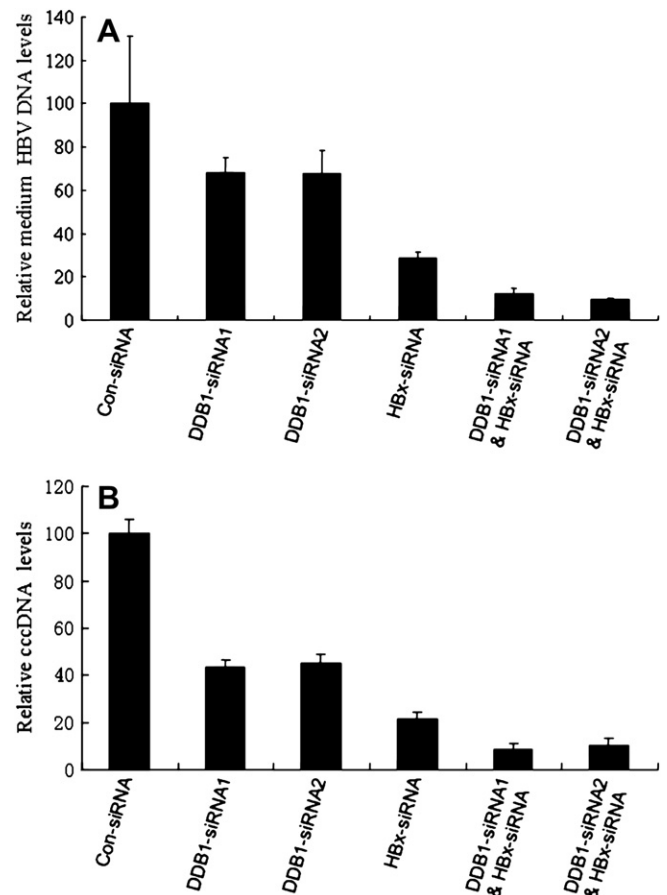 A
Relative medium HBV DNA levels
140
120
100
80
60
40
20
0
Con-siRNA
DDB1-siRNA1
DDB1-siRNA2
HBx-siRNA
DDB1-siRNA1
& HBx-siRNA
DDB1-siRNA2
& HBx-siRNA
B
Relative cccDNA levels
120
100
80
60
40
20
0
Con-siRNA
DDB1-siRNA1
DDB1-siRNA2
HBx-siRNA
DDB1-siRNA1
& HBx-siRNA
DDB1-siRNA2
& HBx-siRNA